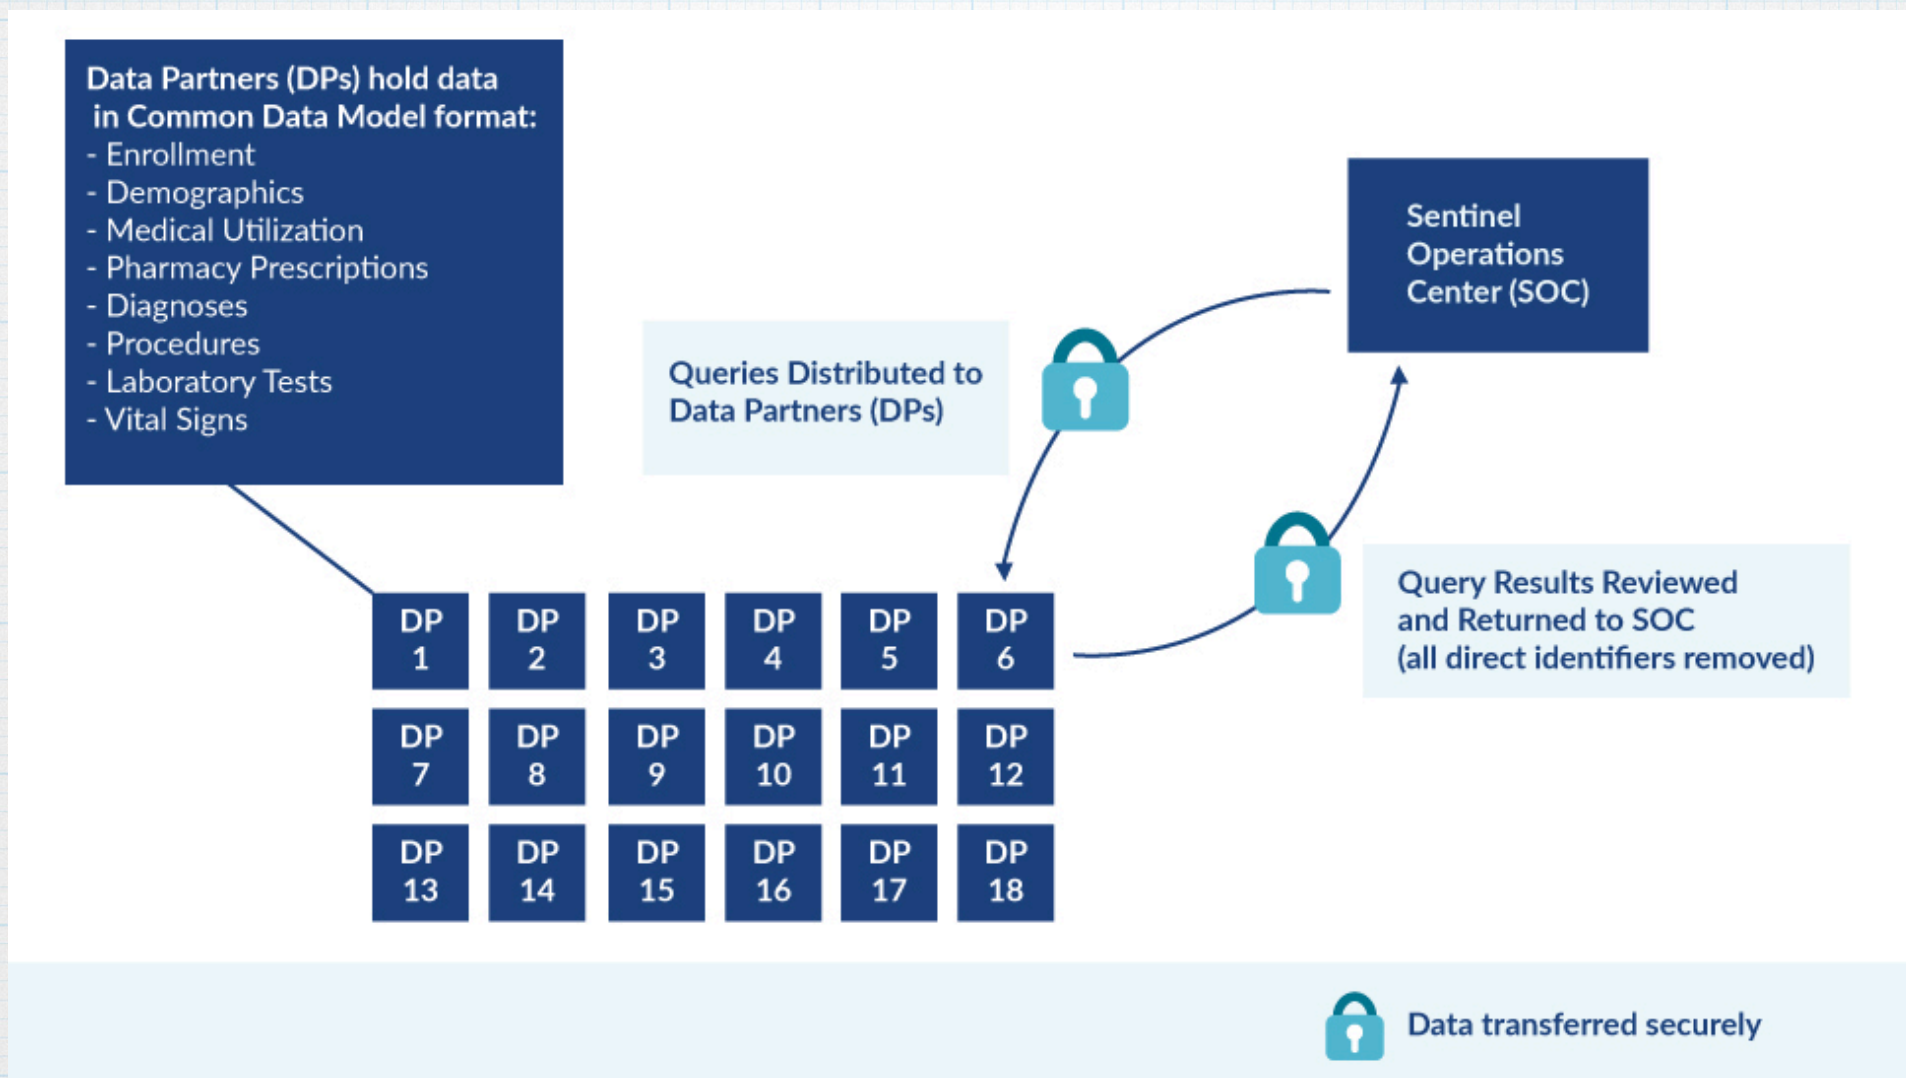 Data Partners (DPs) hold data
in Common Data Model format:
- Enrollment
- Demographics
- Medical Utilization
- Pharmacy Prescriptions
- Diagnoses
- Procedures
- Laboratory Tests
- Vital Signs
Sentinel
Operations
Center (SOC)
Queries Distributed to
Data Partners (DPs)
Query Results Reviewed
and Returned to SOC
(all direct identifiers removed)
DP
1
DP
2
DP
3
DP
4
DP
5
DP
6
DP
7
DP
8
DP
9
DP
10
DP
11
DP
12
DP
13
DP
14
DP
15
DP
16
DP
17
DP
18
Data transferred securely